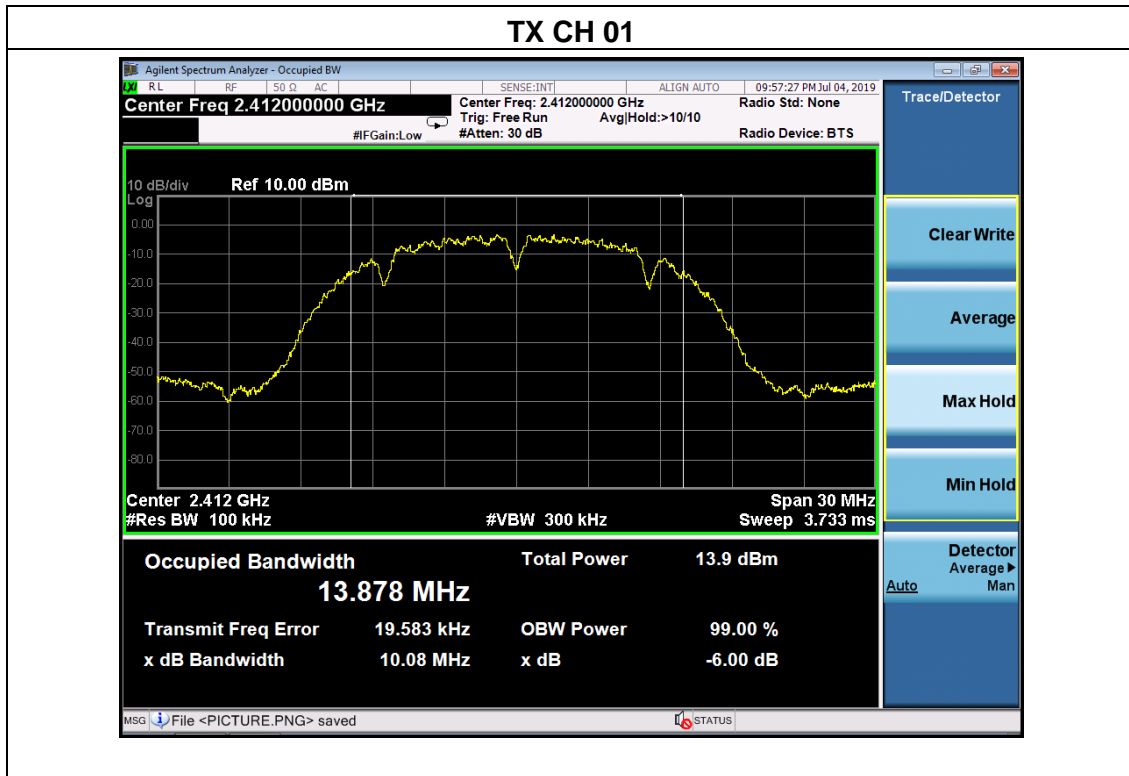 TX CH 01
Agilent Spectrum Analyzer - Occupied BW
LXI RL RF 50 Ω AC SENSE:INT ALIGN AUTO 09:57:27 PM Jul 04, 2019
Center Freq 2.412000000 GHz
Center Freq: 2.412000000 GHz
Radio Std: None
Trig: Free Run Avg|Hold:>10/10
#IFGain:Low #Atten: 30 dB Radio Device: BTS
10 dB/div Ref 10.00 dBm
Log
0.00
-10.0
-20.0
-30.0
-40.0
-50.0
-60.0
-70.0
-80.0
Center 2.412 GHz Span 30 MHz
#Res BW 100 kHz #VBW 300 kHz Sweep 3.733 ms
Occupied Bandwidth Total Power 13.9 dBm
13.878 MHz
Transmit Freq Error 19.583 kHz OBW Power 99.00 %
x dB Bandwidth 10.08 MHz x dB -6.00 dB
MSG File <PICTURE.PNG> saved STATUS
Trace/Detector
Clear Write
Average
Max Hold
Min Hold
Detector
Average
Auto Man